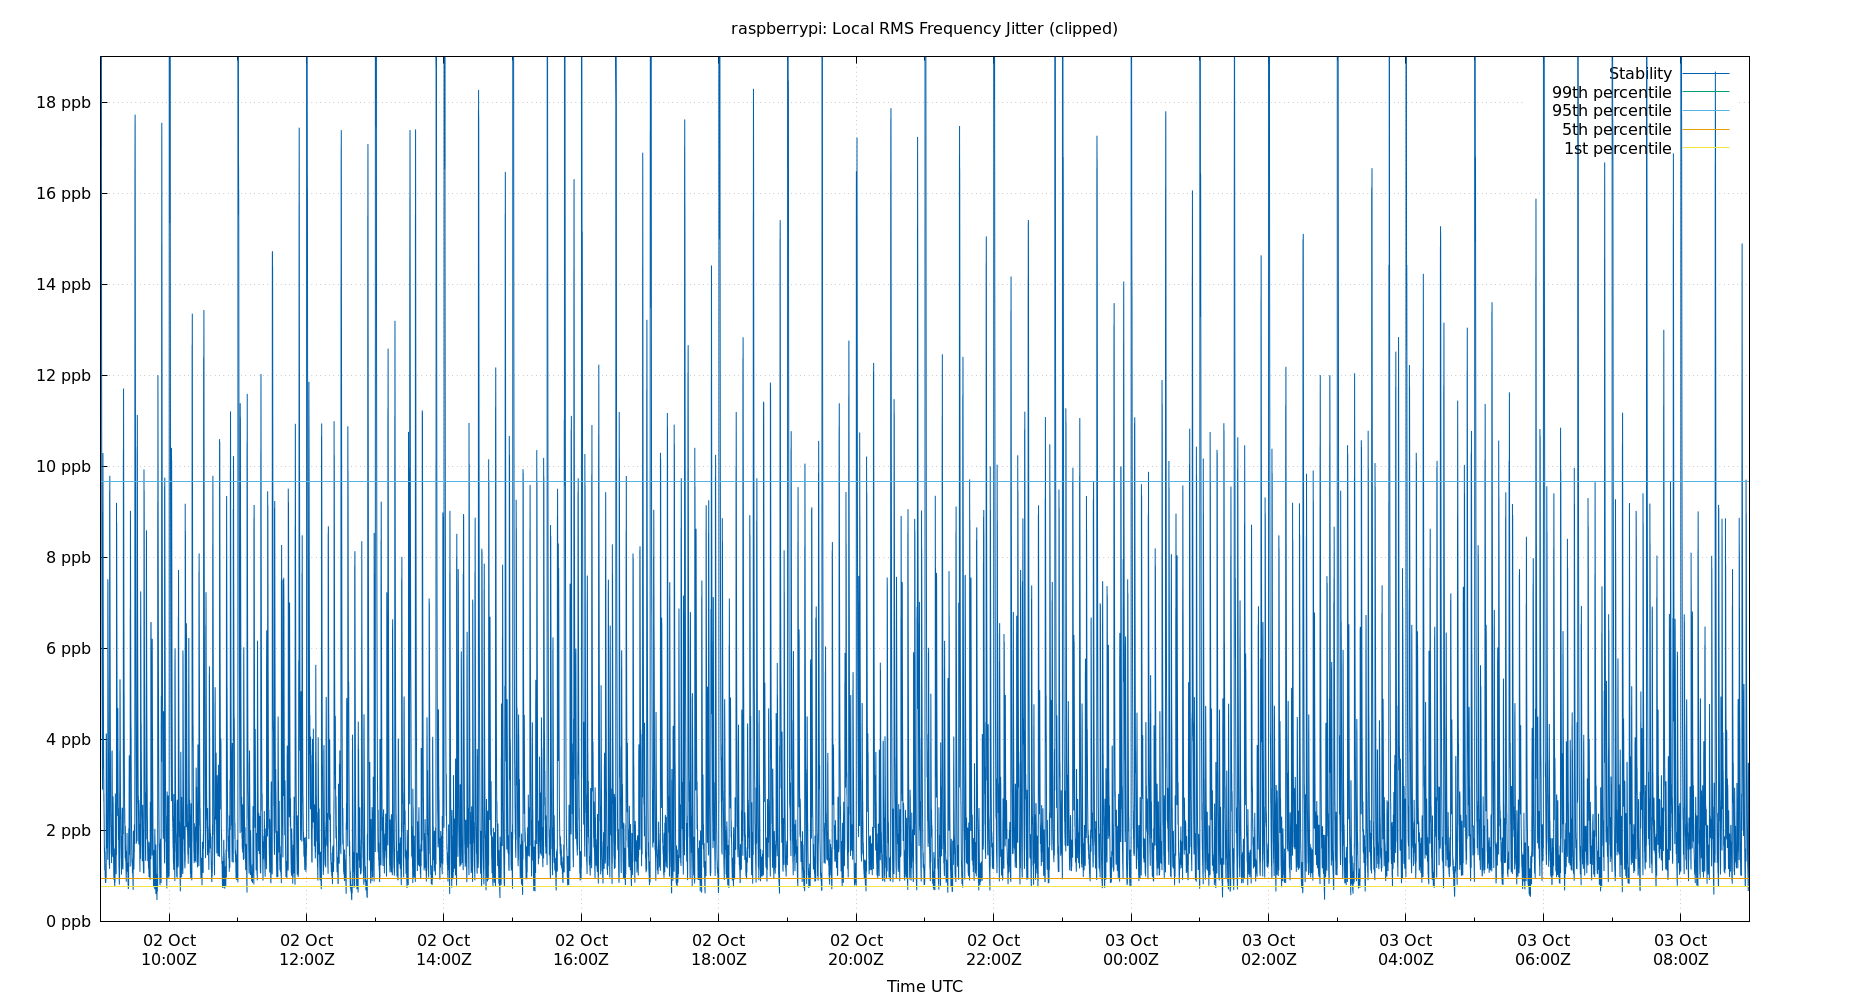 raspberrypi: Local RMS Frequency Jitter (clipped)
Stability
99th percentile
95th percentile
5th percentile
1st percentile
18 ppb
16 ppb
14 ppb
12 ppb
10 ppb
8 ppb
6 ppb
4 ppb
2 ppb
0 ppb
02 Oct 02 Oct 02 Oct 02 Oct 02 Oct 02 Oct 02 Oct 03 Oct 03 Oct 03 Oct 03 Oct 03 Oct
10:00Z 12:00Z 14:00Z 16:00Z 18:00Z 20:00Z 22:00Z 00:00Z 02:00Z 04:00Z 06:00Z 08:00Z
Time UTC